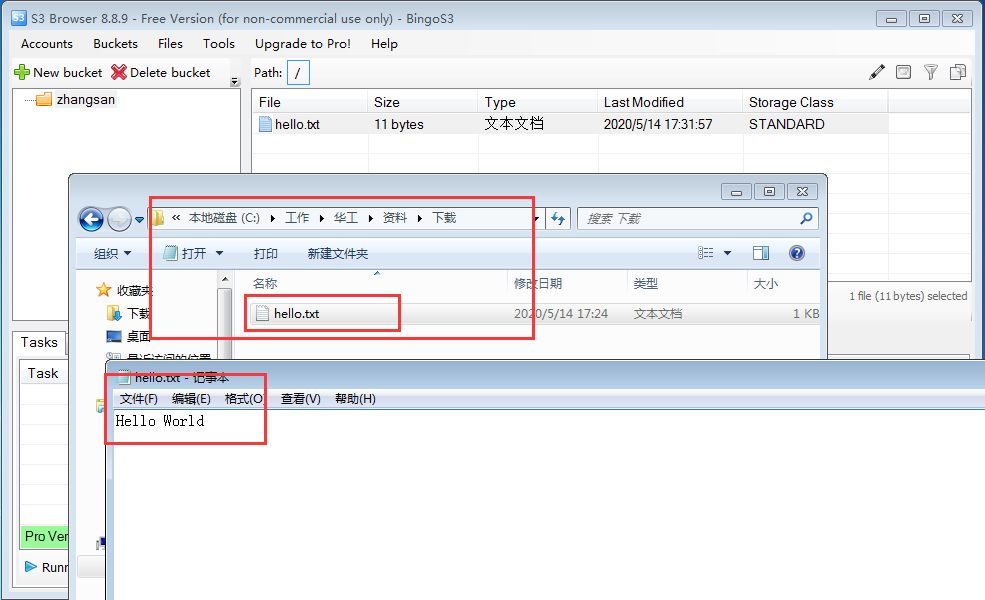 S3 Browser 8.8.9 - Free Version (for non-commercial use only) - BingoS3
Accounts Buckets Files Tools Upgrade to Pro! Help
New bucket Delete bucket Path: /
zhangsan
File Size Type Last Modified Storage Class
hello.txt 11 bytes 文本文档 2020/5/14 17:31:57 STANDARD
« 本地磁盘 (C:) 工作 华工 资料 下载 搜索 下载
组织 打开 打印 新建文件夹
名称 修改日期 类型 大小
收藏夹
1 file (11 bytes) selected
下载
hello.txt 2020/5/14 17:24 文本文档 1 KB
桌面
Tasks
最近访问的位置
Task
hello.txt - 记事本
文件(F) 编辑(E) 格式(O) 查看(V) 帮助(H)
Hello World
Pro Ver
Runn